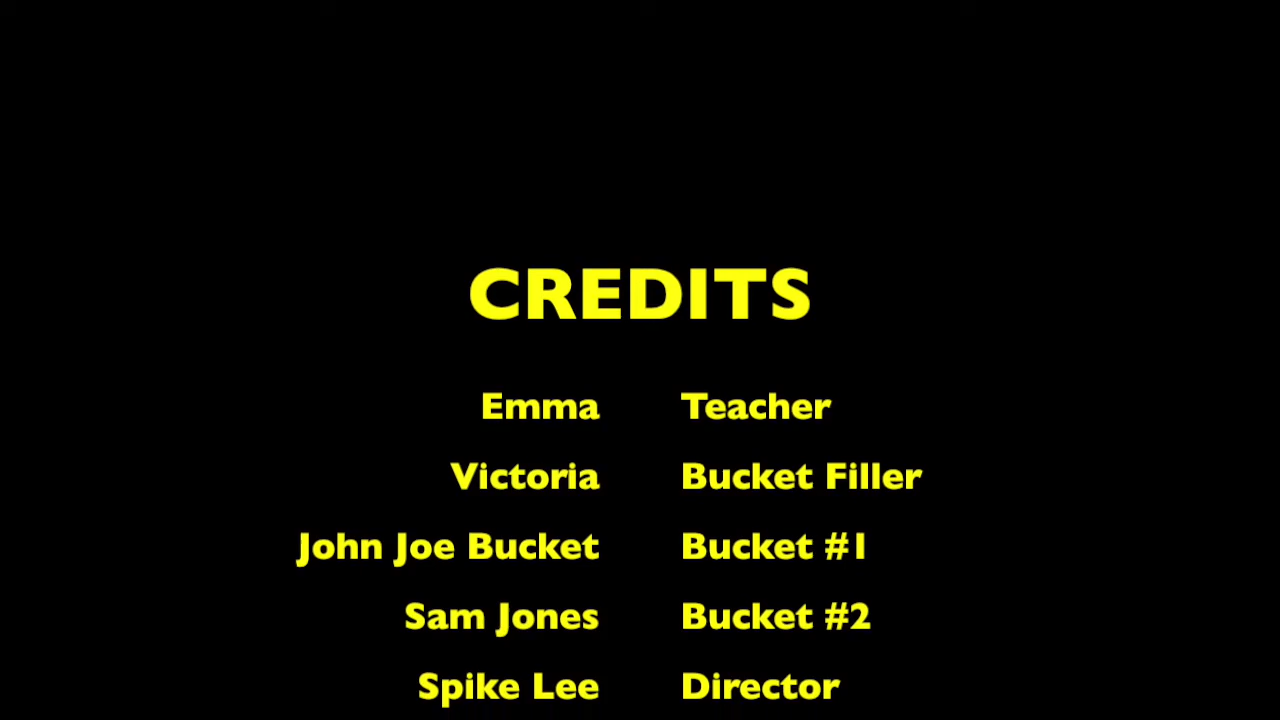 CREDITS
Emma Teacher
Victoria Bucket Filler
John Joe Bucket Bucket #1
Sam Jones Bucket #2
Spike Lee Director